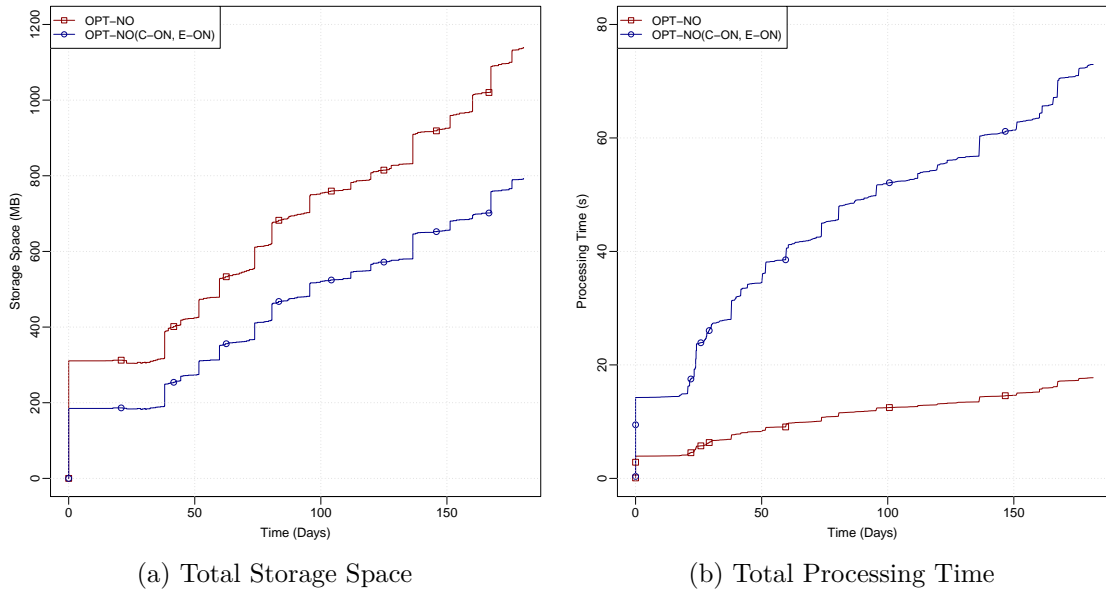 OPT−NO
OPT−NO(C−ON, E−ON)
Storage Space (MB)
0 200 400 600 800 1000 1200
0 50 100 150
Time (Days)
(a) Total Storage Space
OPT−NO
OPT−NO(C−ON, E−ON)
Processing Time (s)
0 20 40 60 80
0 50 100 150
Time (Days)
(b) Total Processing Time